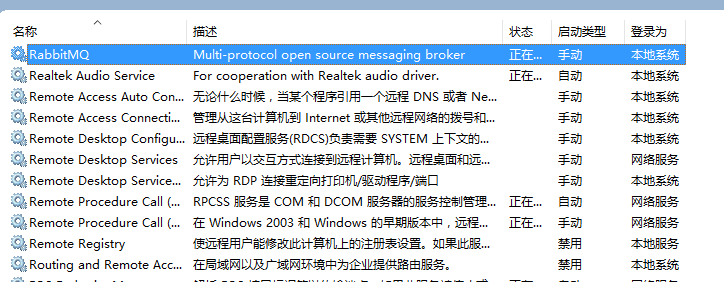 名称 描述 状态 启动类型 登录为
RabbitMQ Multi-protocol open source messaging broker 正在... 手动 本地系统
Realtek Audio Service For cooperation with Realtek audio driver. 正在... 自动 本地系统
Remote Access Auto Con... 无论什么时候，当某个程序引用一个远程 DNS 或者 Ne... 手动 本地系统
Remote Access Connecti... 管理从这台计算机到 Internet 或其他远程网络的拨号和... 手动 本地系统
Remote Desktop Configu... 远程桌面配置服务(RDCS)负责需要 SYSTEM 上下文的... 手动 本地系统
Remote Desktop Services 允许用户以交互方式连接到远程计算机。远程桌面和远... 手动 网络服务
Remote Desktop Service... 允许为 RDP 连接重定向打印机/驱动程序/端口 手动 本地系统
Remote Procedure Call (... RPCSS 服务是 COM 和 DCOM 服务器的服务控制管理... 正在... 自动 网络服务
Remote Procedure Call (... 在 Windows 2003 和 Windows 的早期版本中，远程... 正在... 手动 网络服务
Remote Registry 使远程用户能修改此计算机上的注册表设置。如果此服... 禁用 本地服务
Routing and Remote Acc... 在局域网以及广域网环境中为企业提供路由服务。 禁用 本地系统